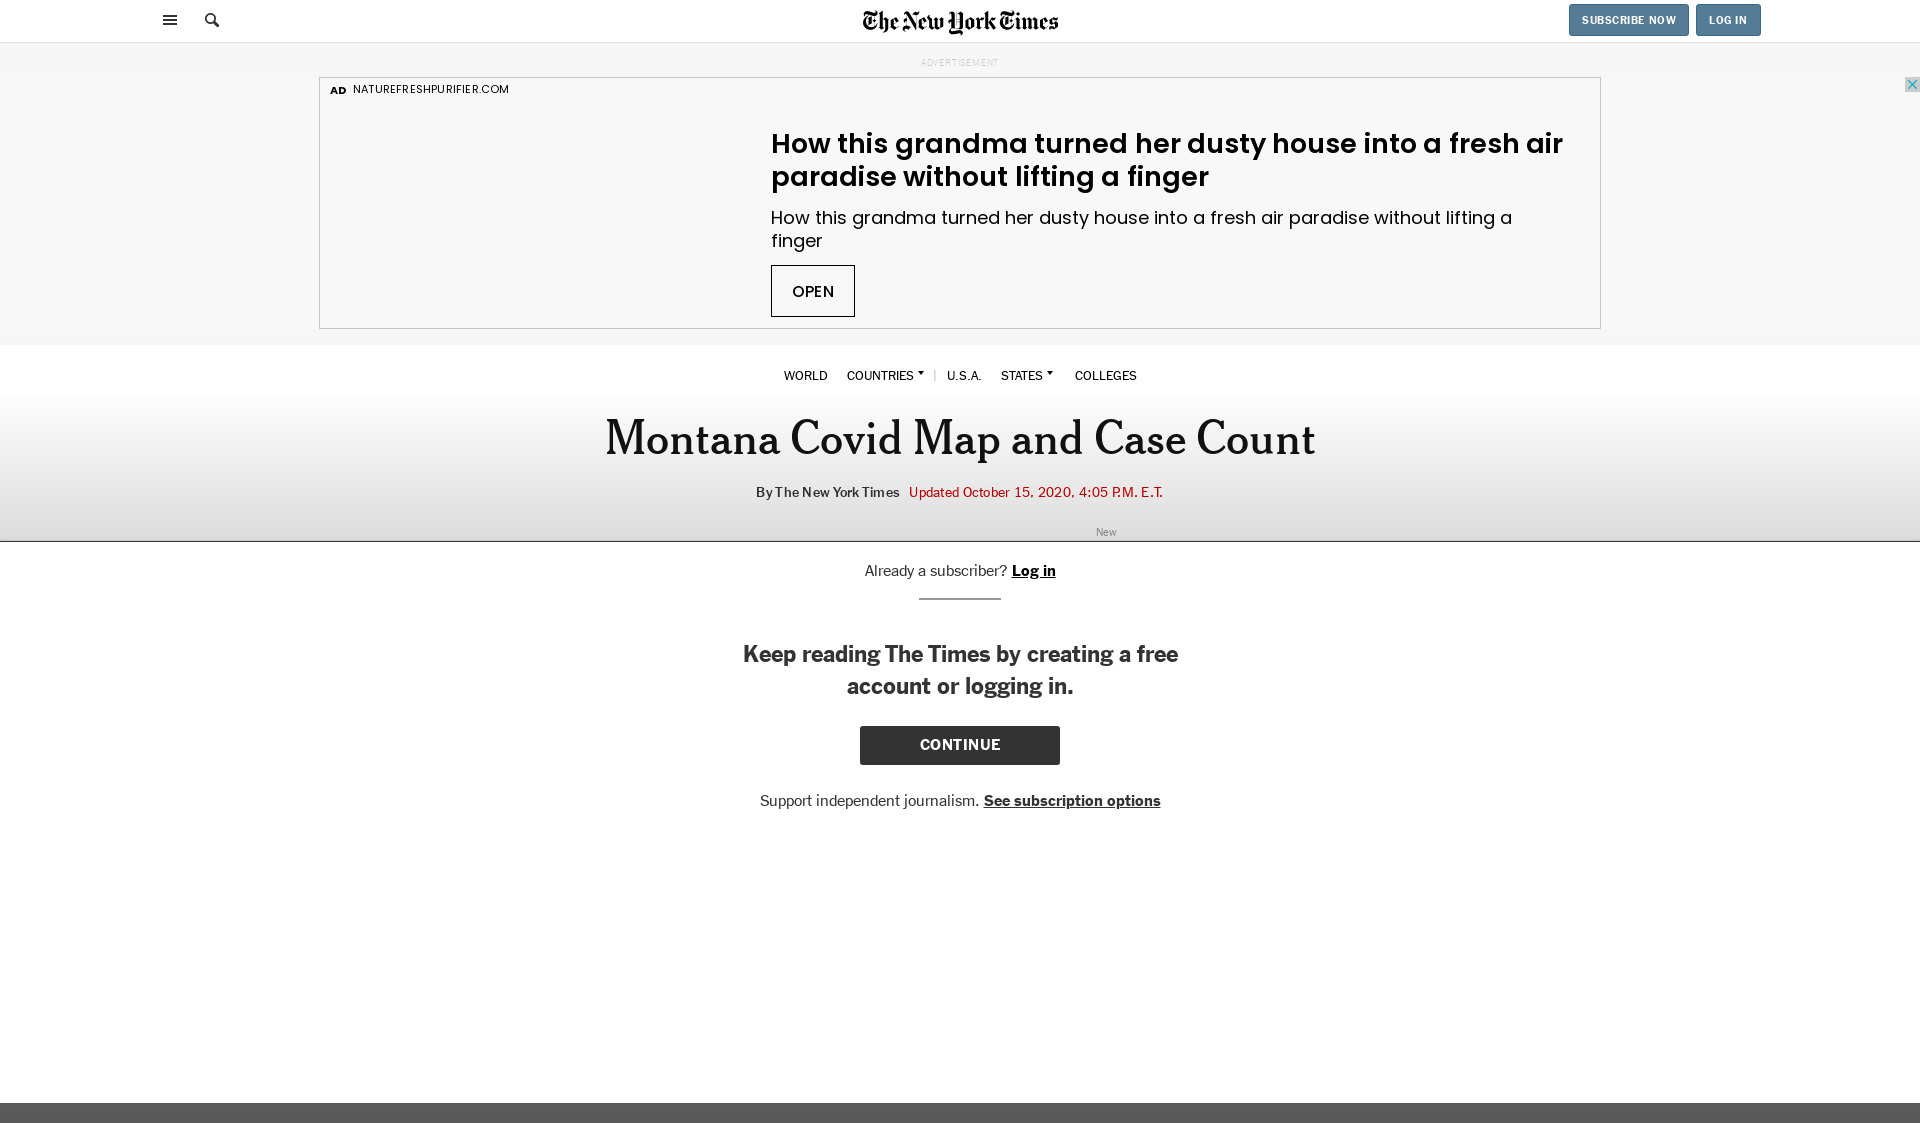 The New York Times
SUBSCRIBE NOW
LOG IN
ADVERTISEMENT
AD NATUREFRESHPURIFIER.COM
How this grandma turned her dusty house into a fresh air
paradise without lifting a finger
How this grandma turned her dusty house into a fresh air paradise without lifting a
finger
OPEN
WORLD COUNTRIES | U.S.A. STATES COLLEGES
Montana Covid Map and Case Count
By The New York Times Updated October 15, 2020, 4:05 P.M. E.T.
New
Already a subscriber? Log in
Keep reading The Times by creating a free
account or logging in.
CONTINUE
Support independent journalism. See subscription options